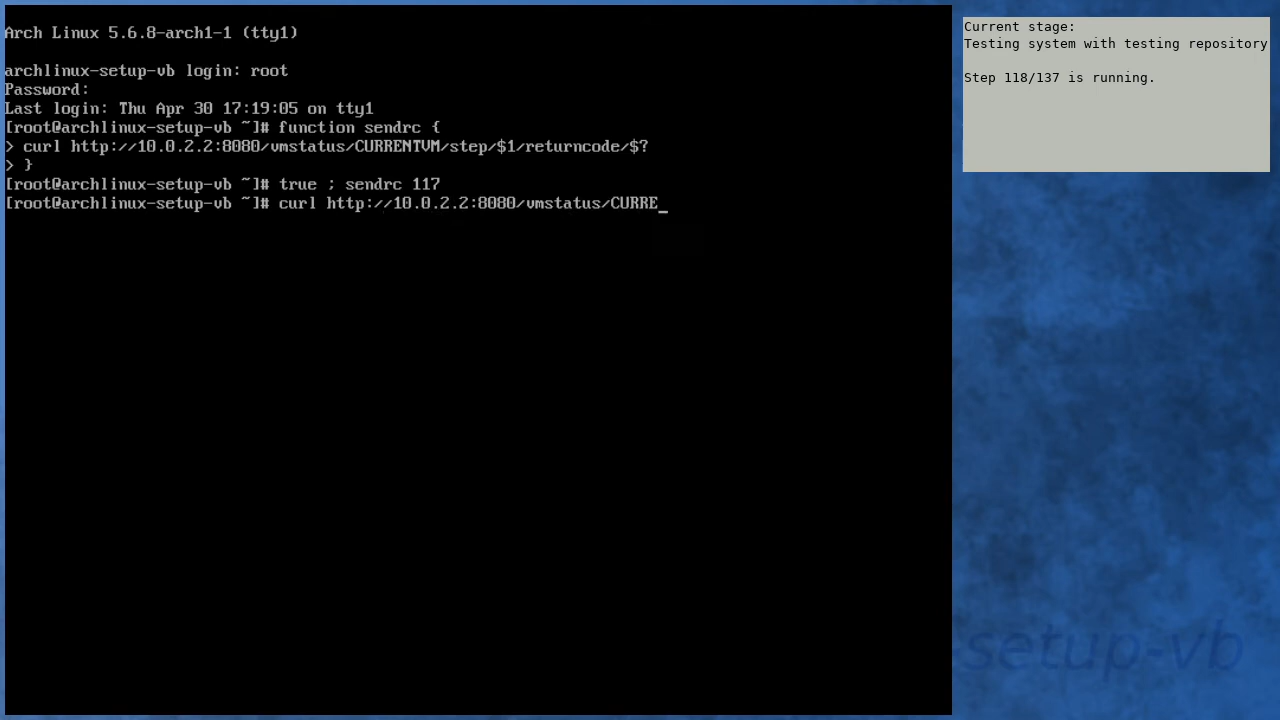 Arch Linux 5.6.8-arch1-1 (tty1)
archlinux-setup-vb login: root
Password:
Last login: Thu Apr 30 17:19:05 on tty1
[root@archlinux-setup-vb ~]# function sendrc {
> curl http://10.0.2.2:8080/vmstatus/CURRENTVM/step/$1/returncode/$?
> }
[root@archlinux-setup-vb ~]# true ; sendrc 117
[root@archlinux-setup-vb ~]# curl http://10.0.2.2:8080/vmstatus/CURRE_
Current stage:
Testing system with testing repository
Step 118/137 is running.
setup-vb